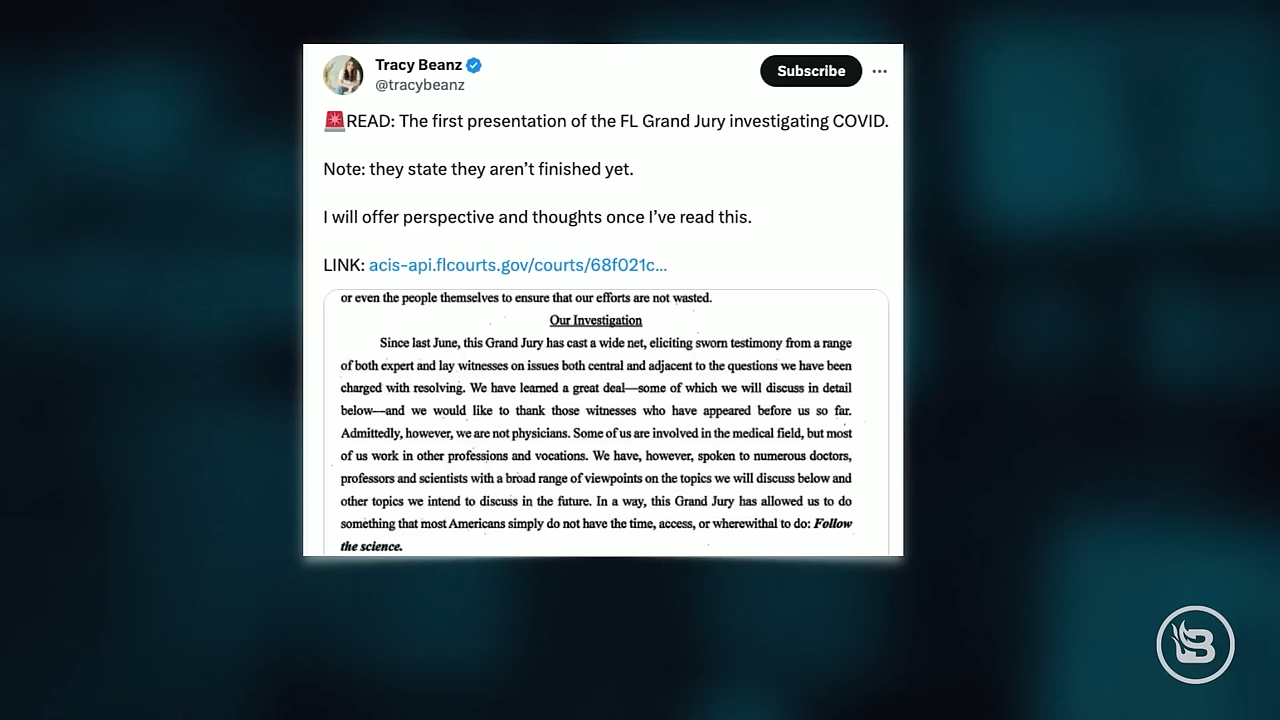 Tracy Beanz
Subscribe
@tracybeanz
🚨READ: The first presentation of the FL Grand Jury investigating COVID.
Note: they state they aren’t finished yet.
I will offer perspective and thoughts once I’ve read this.
LINK: acis-api.flcourts.gov/courts/68f021c...
or even the people themselves to ensure that our efforts are not wasted.
Our Investigation
Since last June, this Grand Jury has cast a wide net, eliciting sworn testimony from a range
of both expert and lay witnesses on issues both central and adjacent to the questions we have been
charged with resolving. We have learned a great deal—some of which we will discuss in detail
below—and we would like to thank those witnesses who have appeared before us so far.
Admittedly, however, we are not physicians. Some of us are involved in the medical field, but most
of us work in other professions and vocations. We have, however, spoken to numerous doctors,
professors and scientists with a broad range of viewpoints on the topics we will discuss below and
other topics we intend to discuss in the future. In a way, this Grand Jury has allowed us to do
something that most Americans simply do not have the time, access, or wherewithal to do: Follow
the science.
B